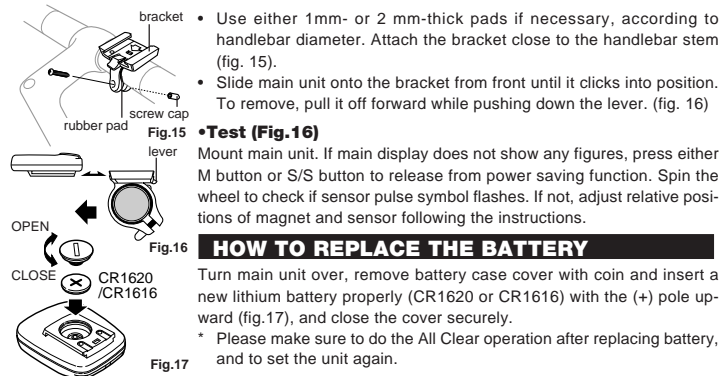 bracket
screw cap
rubber pad
Fig.15
• Use either 1mm- or 2 mm-thick pads if necessary, according to
handlebar diameter. Attach the bracket close to the handlebar stem
(fig. 15).
• Slide main unit onto the bracket from front until it clicks into position.
To remove, pull it off forward while pushing down the lever. (fig. 16)
•Test (Fig.16)
lever
Mount main unit. If main display does not show any figures, press either
M button or S/S button to release from power saving function. Spin the
wheel to check if sensor pulse symbol flashes. If not, adjust relative posi-
tions of magnet and sensor following the instructions.
Fig.16
HOW TO REPLACE THE BATTERY
OPEN
CLOSE
CR1620
/CR1616
Turn main unit over, remove battery case cover with coin and insert a
new lithium battery properly (CR1620 or CR1616) with the (+) pole up-
ward (fig.17), and close the cover securely.
* Please make sure to do the All Clear operation after replacing battery,
and to set the unit again.
Fig.17